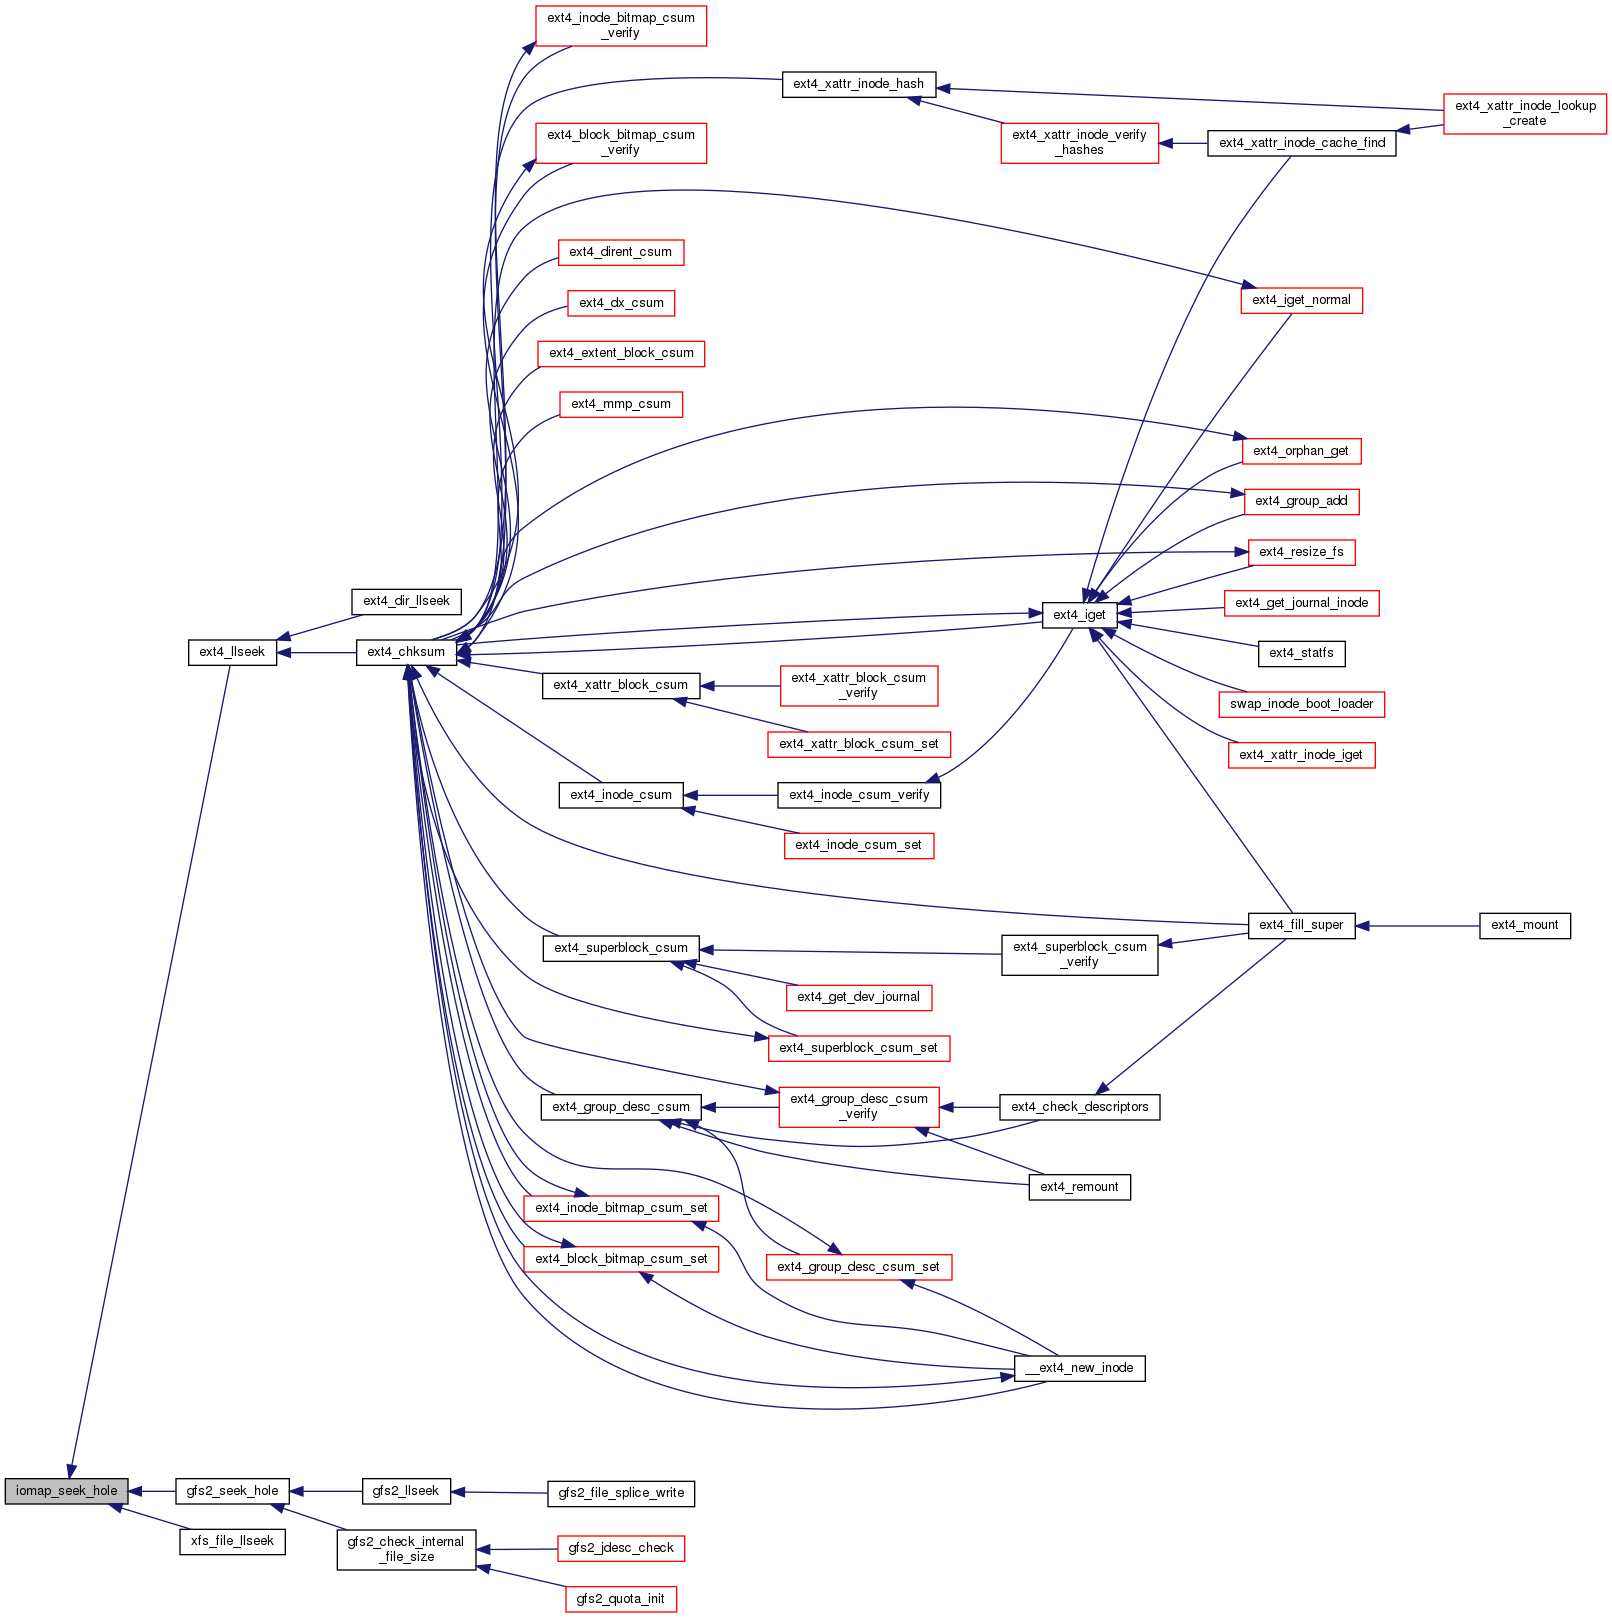 ext4_inode_bitmap_csum
_verify
ext4_xattr_inode_hash
ext4_xattr_inode_lookup
_create
ext4_block_bitmap_csum
_verify
ext4_xattr_inode_verify
_hashes
ext4_xattr_inode_cache_find
ext4_dirent_csum
ext4_dx_csum
ext4_iget_normal
ext4_extent_block_csum
ext4_mmp_csum
ext4_orphan_get
ext4_group_add
ext4_resize_fs
ext4_dir_llseek
ext4_get_journal_inode
ext4_iget
ext4_llseek
ext4_chksum
ext4_statfs
ext4_xattr_block_csum
ext4_xattr_block_csum
_verify
swap_inode_boot_loader
ext4_xattr_block_csum_set
ext4_xattr_inode_iget
ext4_inode_csum
ext4_inode_csum_verify
ext4_inode_csum_set
ext4_fill_super
ext4_mount
ext4_superblock_csum
ext4_superblock_csum
_verify
ext4_get_dev_journal
ext4_superblock_csum_set
ext4_group_desc_csum
ext4_group_desc_csum
_verify
ext4_check_descriptors
ext4_remount
ext4_inode_bitmap_csum_set
ext4_block_bitmap_csum_set
ext4_group_desc_csum_set
__ext4_new_inode
iomap_seek_hole
gfs2_seek_hole
gfs2_llseek
gfs2_file_splice_write
xfs_file_llseek
gfs2_check_internal
_file_size
gfs2_jdesc_check
gfs2_quota_init